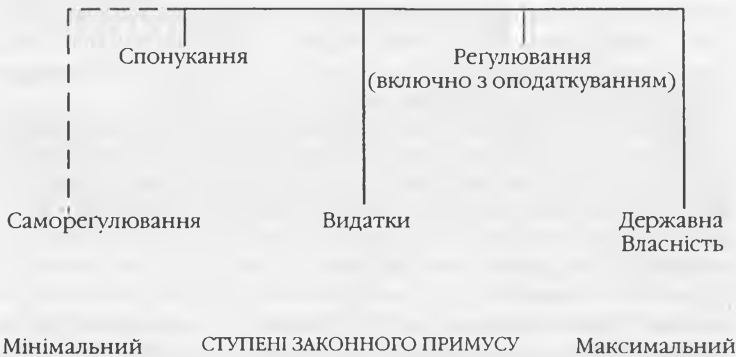 Спонукання
Регулювання
(включно з оподаткуванням)
Саморегулювання
Видатки
Державна
Власність
Мінімальний
СТУПЕНІ ЗАКОННОГО ПРИМУСУ
Максимальний